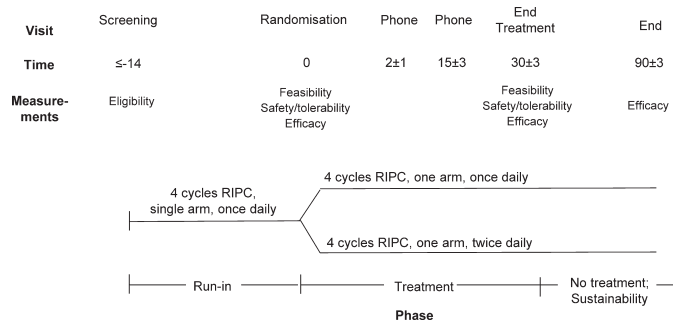 Visit Screening Randomisation Phone Phone End Treatment End
Time ≤-14 0 2±1 15±3 30±3 90±3
Measure-
ments
Eligibility
Feasibility
Safety/tolerability
Efficacy
Feasibility
Safety/tolerability
Efficacy
Efficacy
4 cycles RIPC,
single arm, once daily
4 cycles RIPC, one arm, once daily
4 cycles RIPC, one arm, twice daily
Run-in
Treatment
No treatment;
Sustainability
Phase